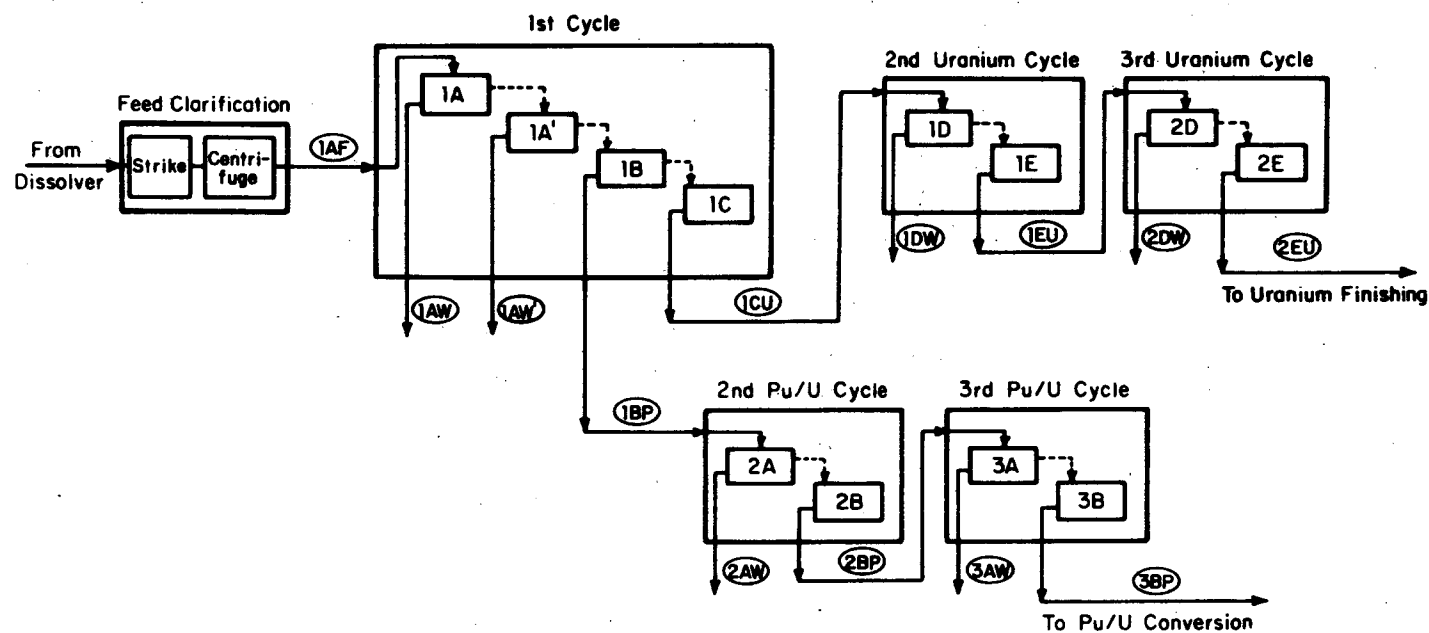 1st Cycle
2nd Uranium Cycle
3rd Uranium Cycle
Feed Clarification
From
Dissolver
Strike
Centri-
fuge
1AF
1A
1A'
1B
1C
1AW
1AW'
1CU
1D
1E
1DW
1EU
2D
2E
2DW
2EU
To Uranium Finishing
1BP
2nd Pu/U Cycle
3rd Pu/U Cycle
2A
2B
2AW
2BP
3A
3B
3AW
3BP
To Pu/U Conversion